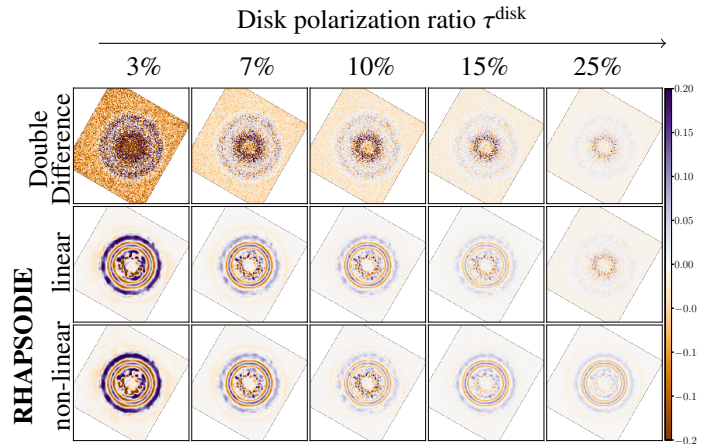 Disk polarization ratio τ^disk
3% 7% 10% 15% 25%
Double
Difference
RHAPSODIE
linear
non-linear
0.20
0.15
0.10
0.05
0.00
−0.0
−0.1
−0.1
−0.2